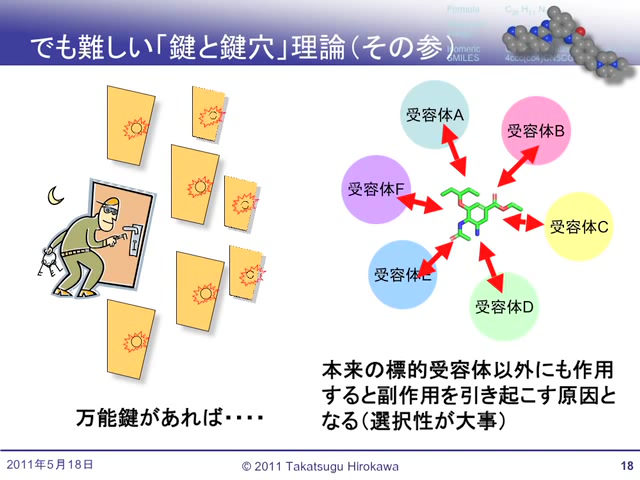 Formula
でも難しい「鍵と鍵穴」理論（その参）
Isomeric
SMILES
受容体A
受容体B
受容体F
受容体C
受容体E
受容体D
本来の標的受容体以外にも作用
すると副作用を引き起こす原因と
なる（選択性が大事）
万能鍵があれば・・・・
2011年5月18日
© 2011 Takatsugu Hirokawa
18